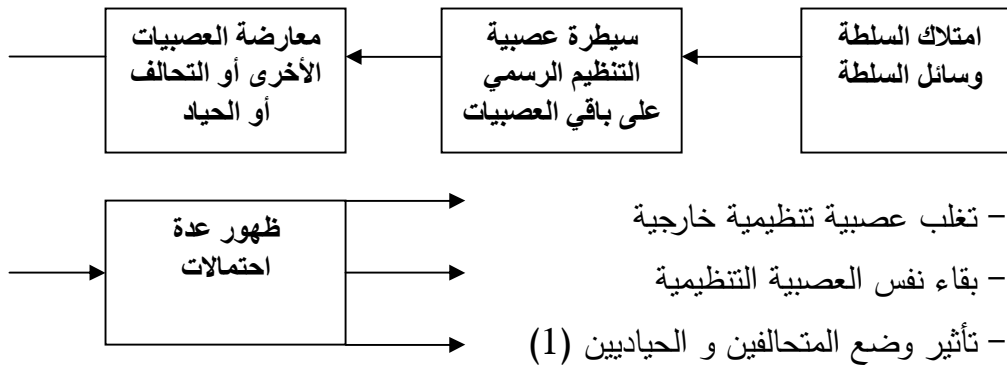 امتلاك السلطة
وسائل السلطة
سيطرة عصبية
التنظيم الرسمي
على باقي العصبيات
معارضة العصبيات
الأخرى أو التحالف
أو الحياد
ظهور عدة
احتمالات
- تغلب عصبية تنظيمية خارجية
- بقاء نفس العصبية التنظيمية
- تأثير وضع المتحالفين و الحياديين (1)